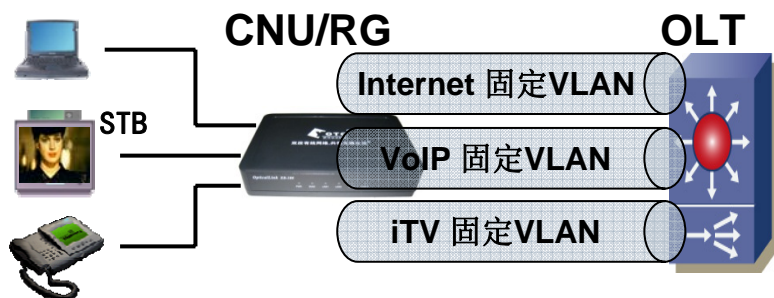 CNU/RG
OLT
Internet 固定VLAN
STB
VoIP 固定VLAN
iTV 固定VLAN